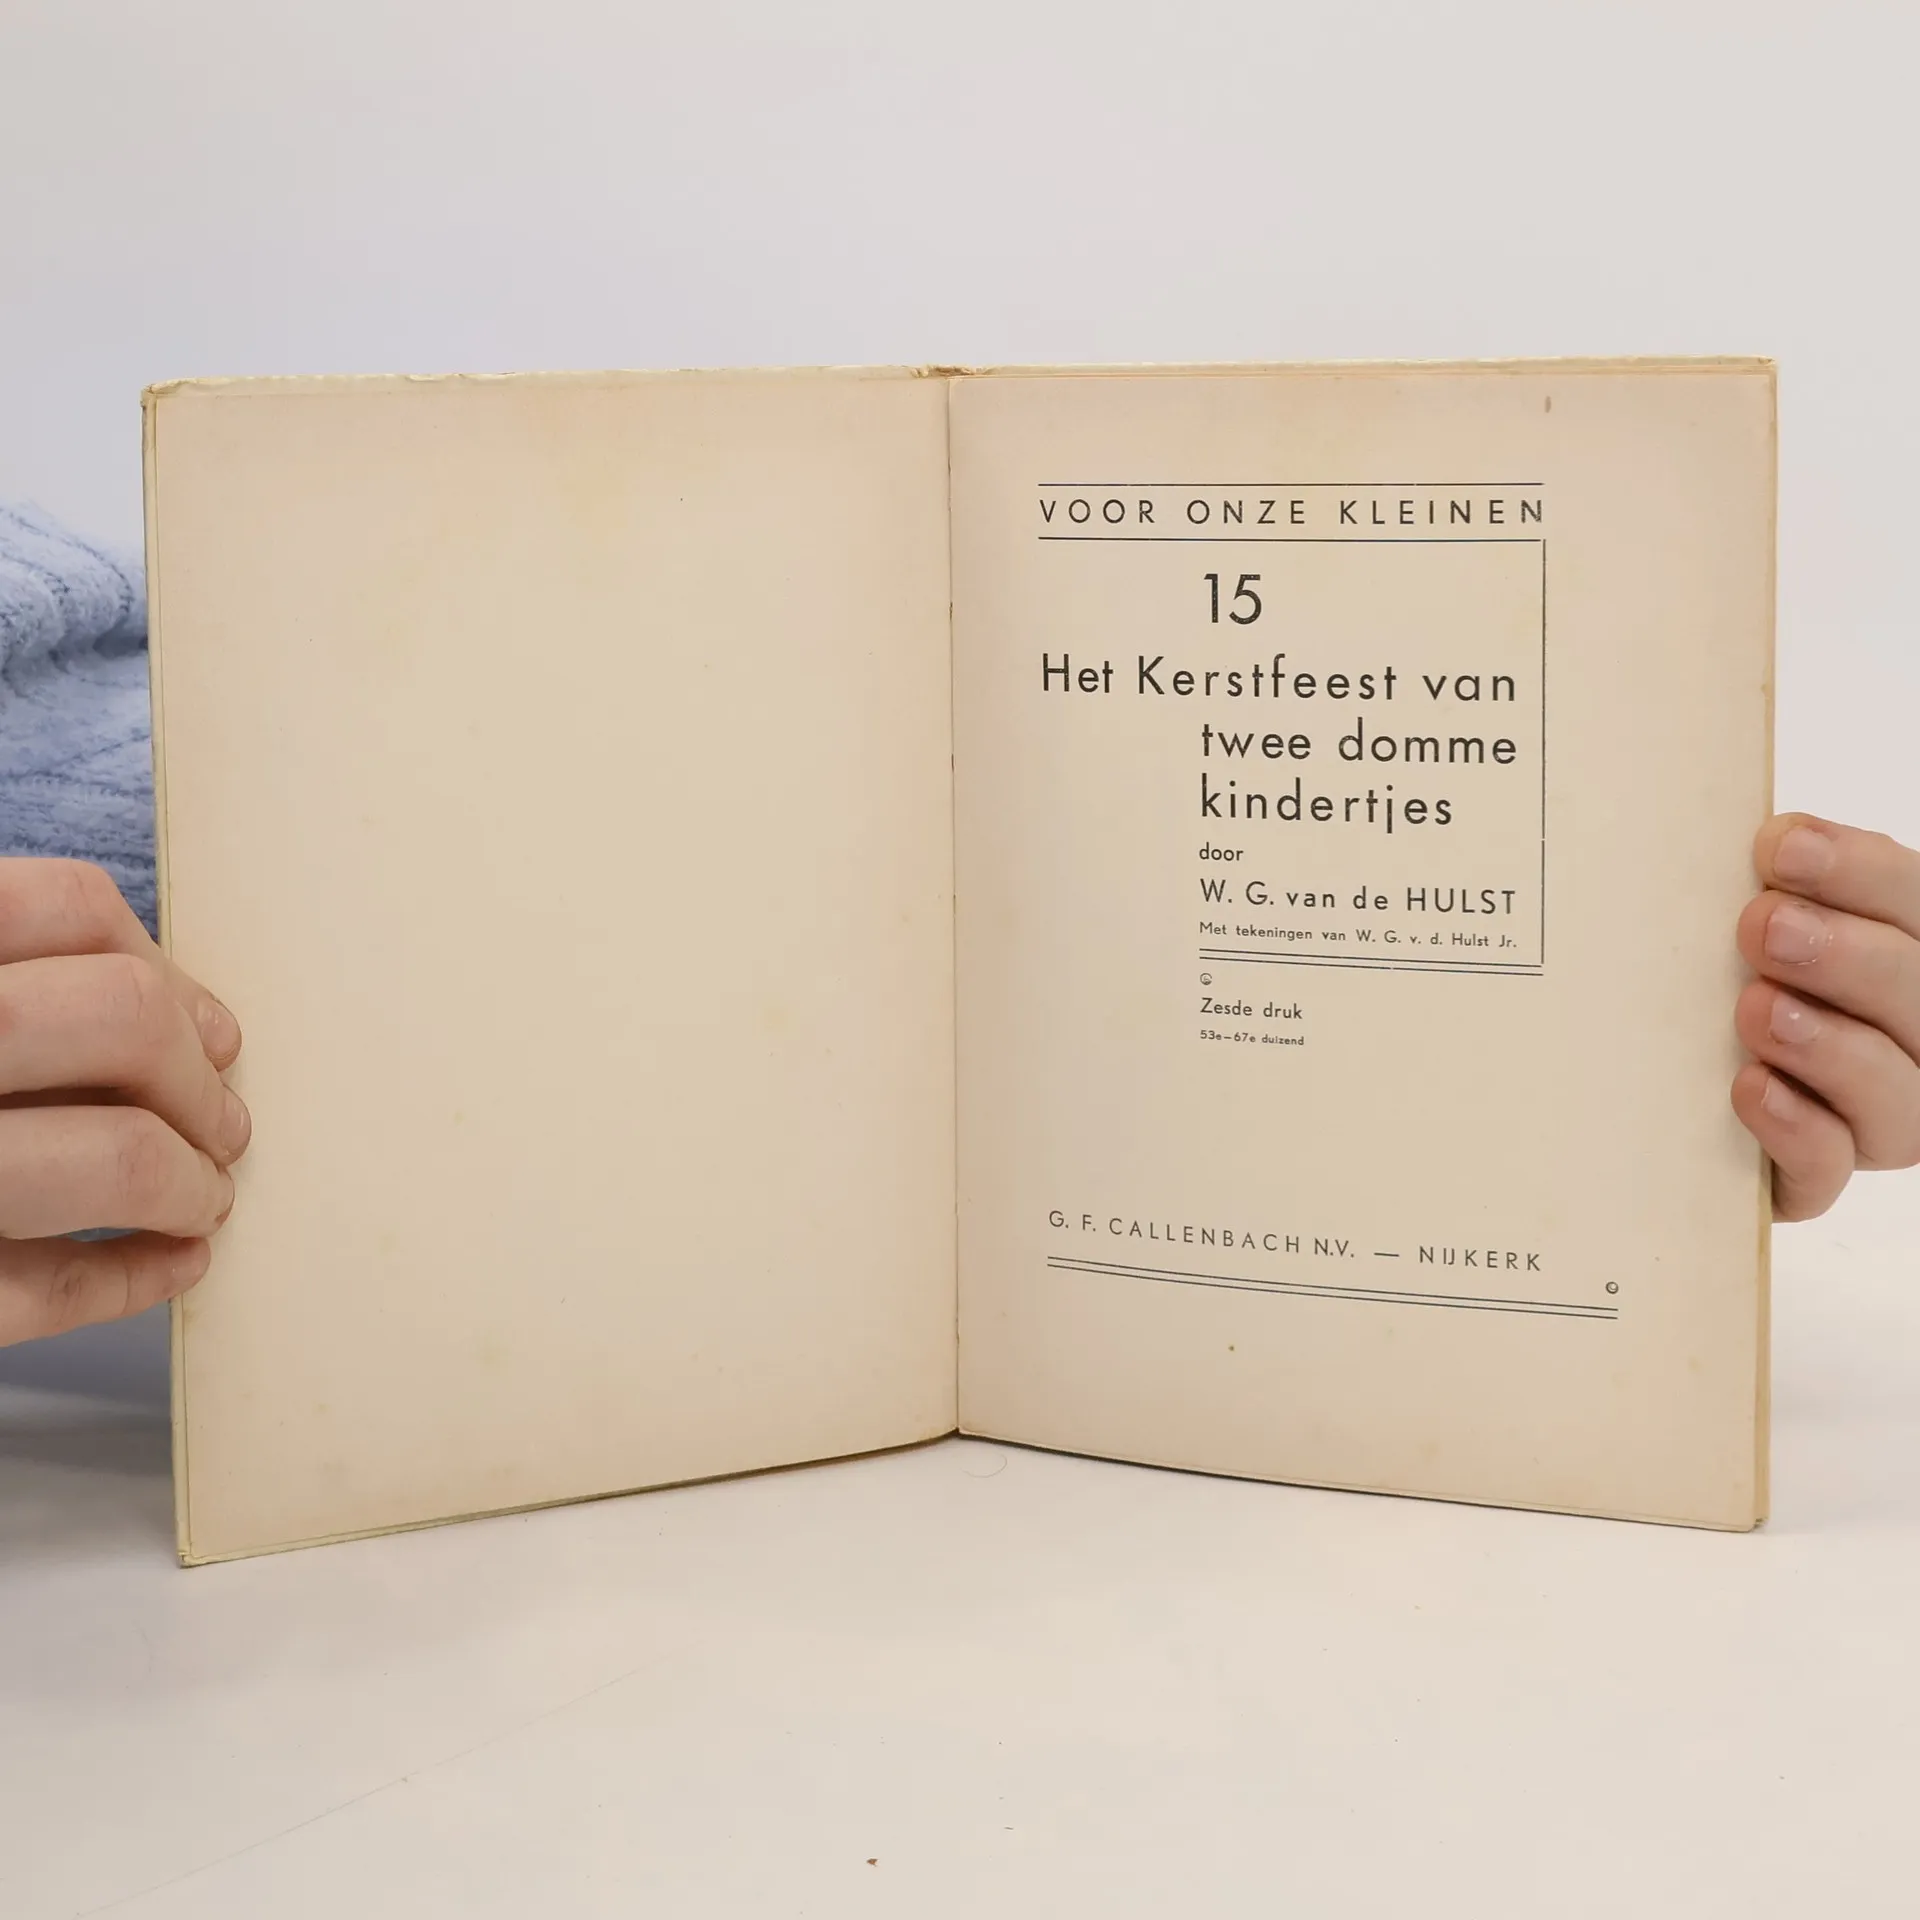 VOOR ONZE KLEINEN
15
Het Kerstfeest van
twee domme
kindertjes
door
W. G. van de HULST
Met tekeningen van W. G. v. d. Hulst Jr.
Zesde druk
53e–67e duizend
G. F. CALLENBACH N.V. — NIJKERK